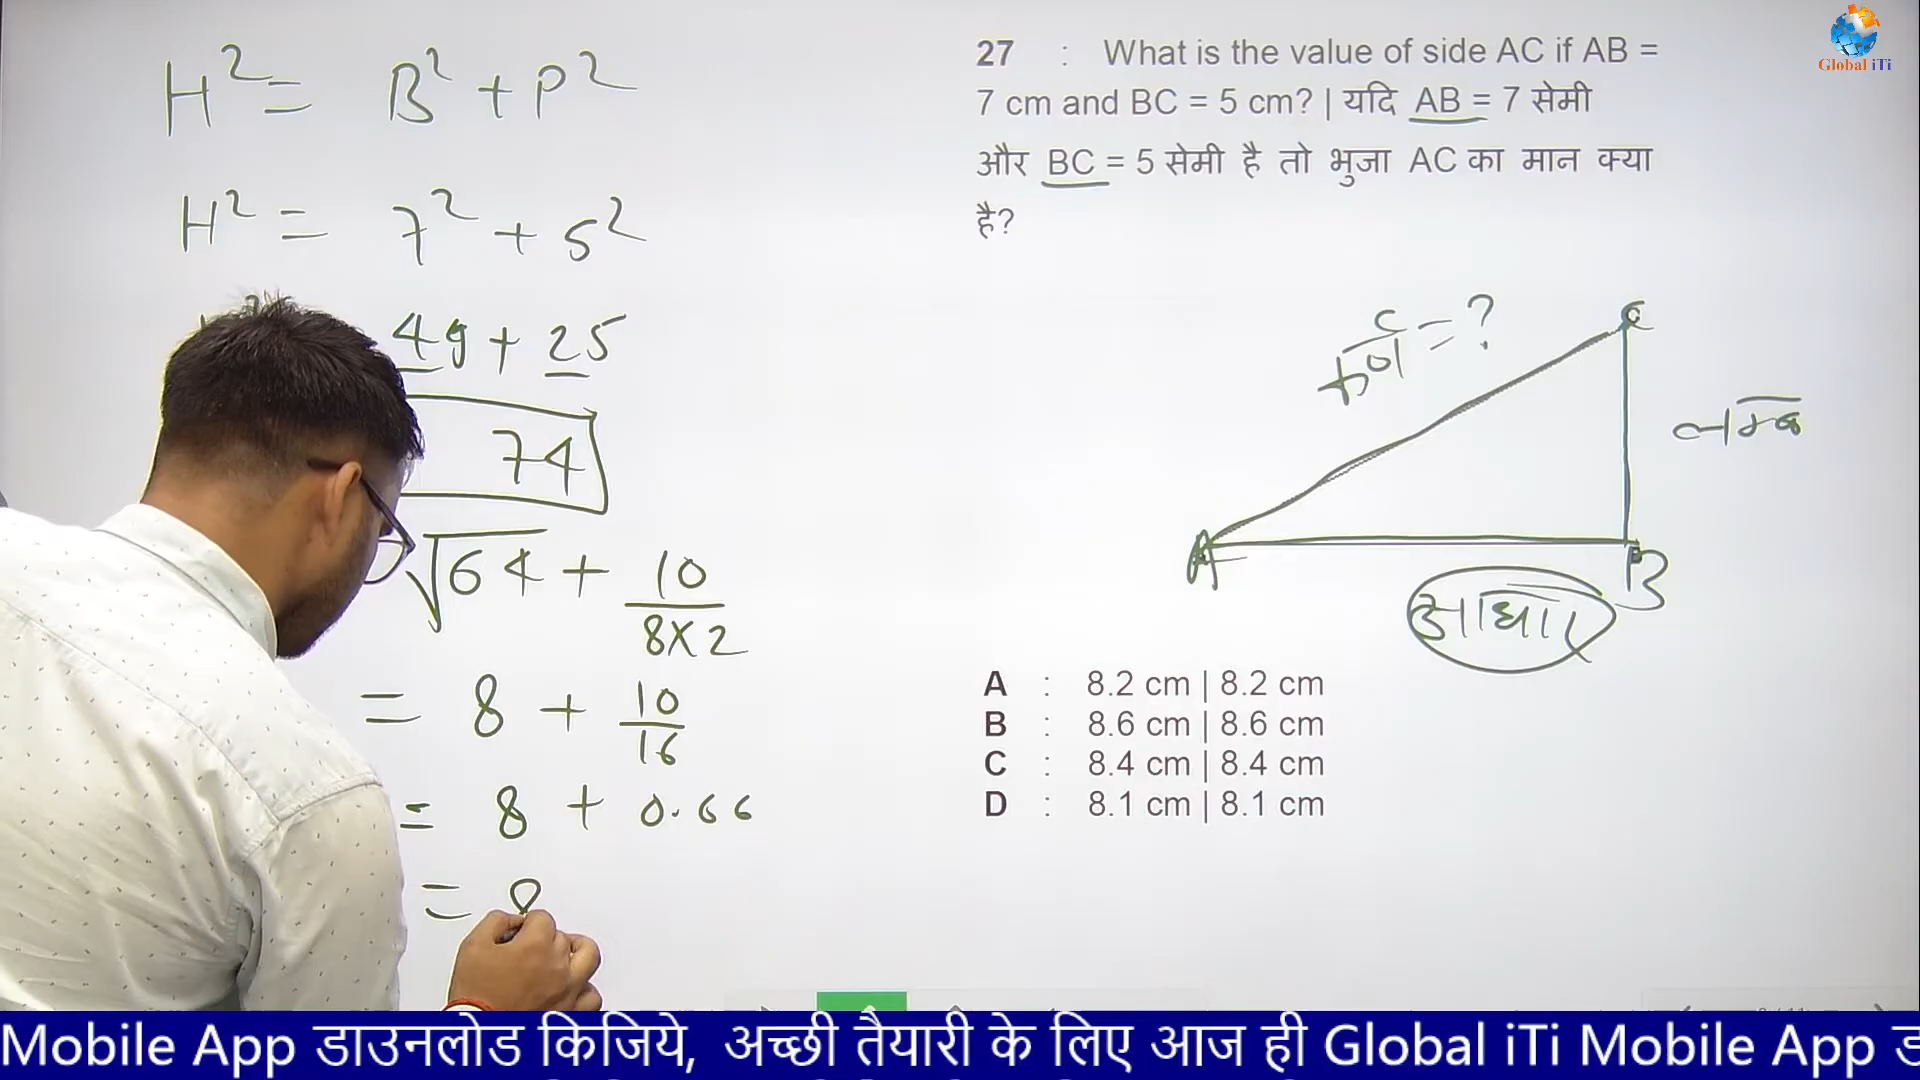 H² = B² + P²
H² = 7² + 5²
49 + 25
74
√64 + 10/8×2
= 8 + 10/16
= 8 + 0.66
= 8
27 : What is the value of side AC if AB =
7 cm and BC = 5 cm? | यदि AB = 7 सेमी
और BC = 5 सेमी है तो भुजा AC का मान क्या
है?
Global iTi
कर्ण = ?
C
लम्ब
A
B
आधार
A : 8.2 cm | 8.2 cm
B : 8.6 cm | 8.6 cm
C : 8.4 cm | 8.4 cm
D : 8.1 cm | 8.1 cm
Mobile App डाउनलोड किजिये, अच्छी तैयारी के लिए आज ही Global iTi Mobile App ड